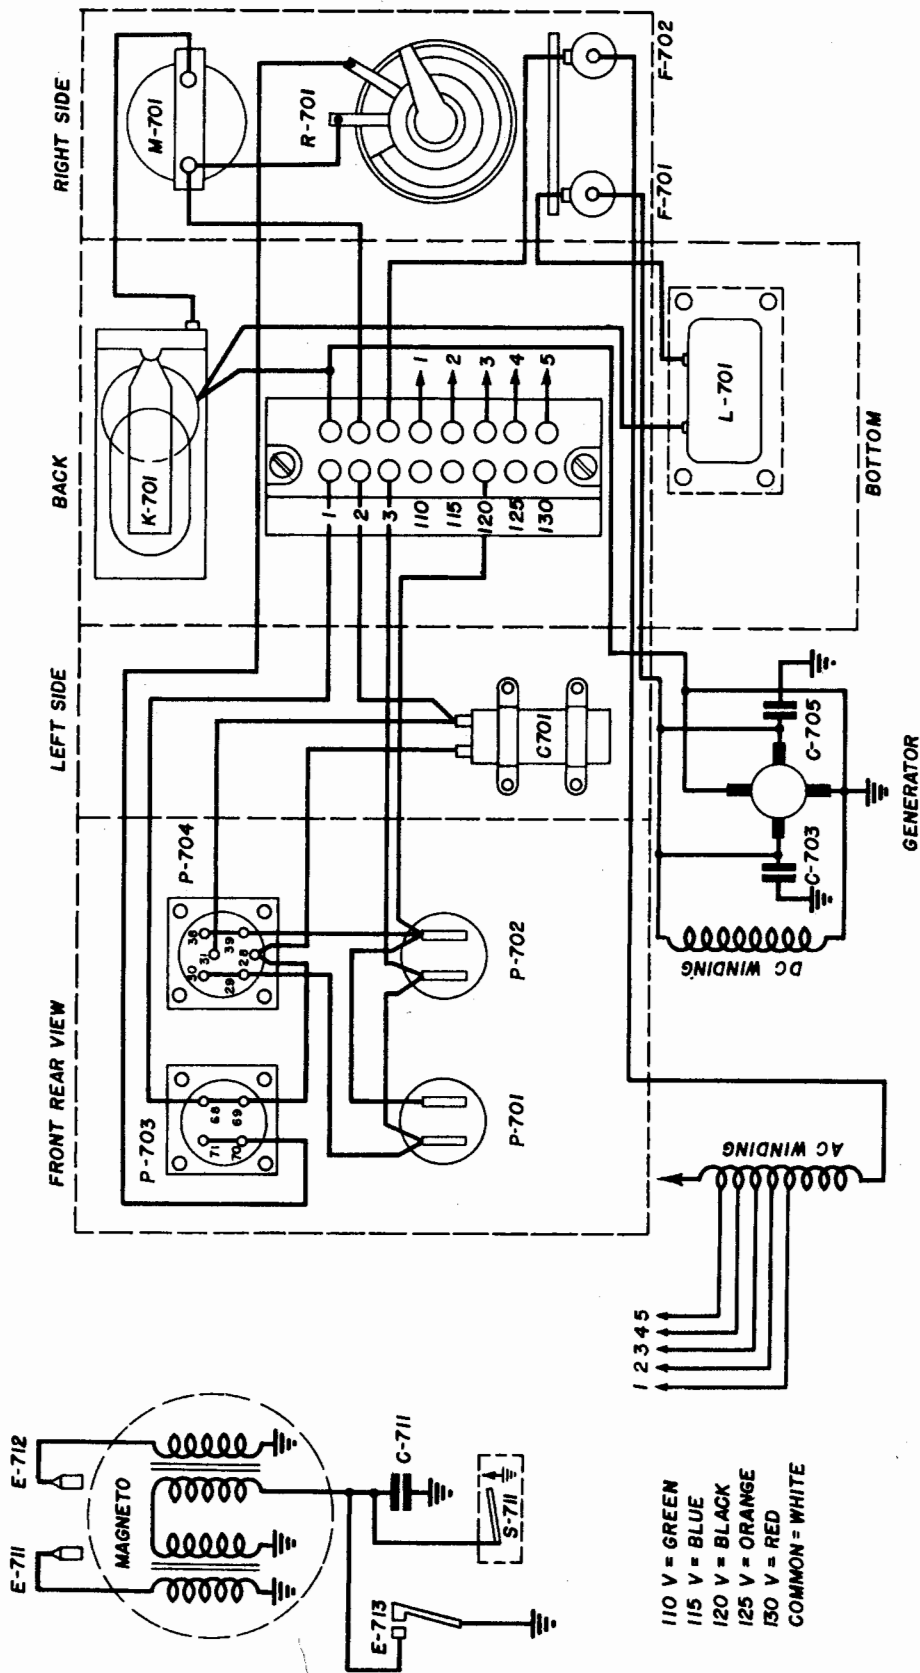 FRONT REAR VIEW
LEFT SIDE
BACK
RIGHT SIDE
P-703
71
68
70
69
P-704
30
31
38
29
28
39
K-701
M-701
R-701
P-701
P-702
C701
1
2
3
110
115
120
125
130
1
2
3
4
5
F-701
F-702
L-701
BOTTOM
E-711
E-712
MAGNETO
C-711
S-711
E-713
1 2 3 4 5
AC WINDING
DC WINDING
C-703
C-705
GENERATOR
110 V = GREEN
115 V = BLUE
120 V = BLACK
125 V = ORANGE
130 V = RED
COMMON = WHITE